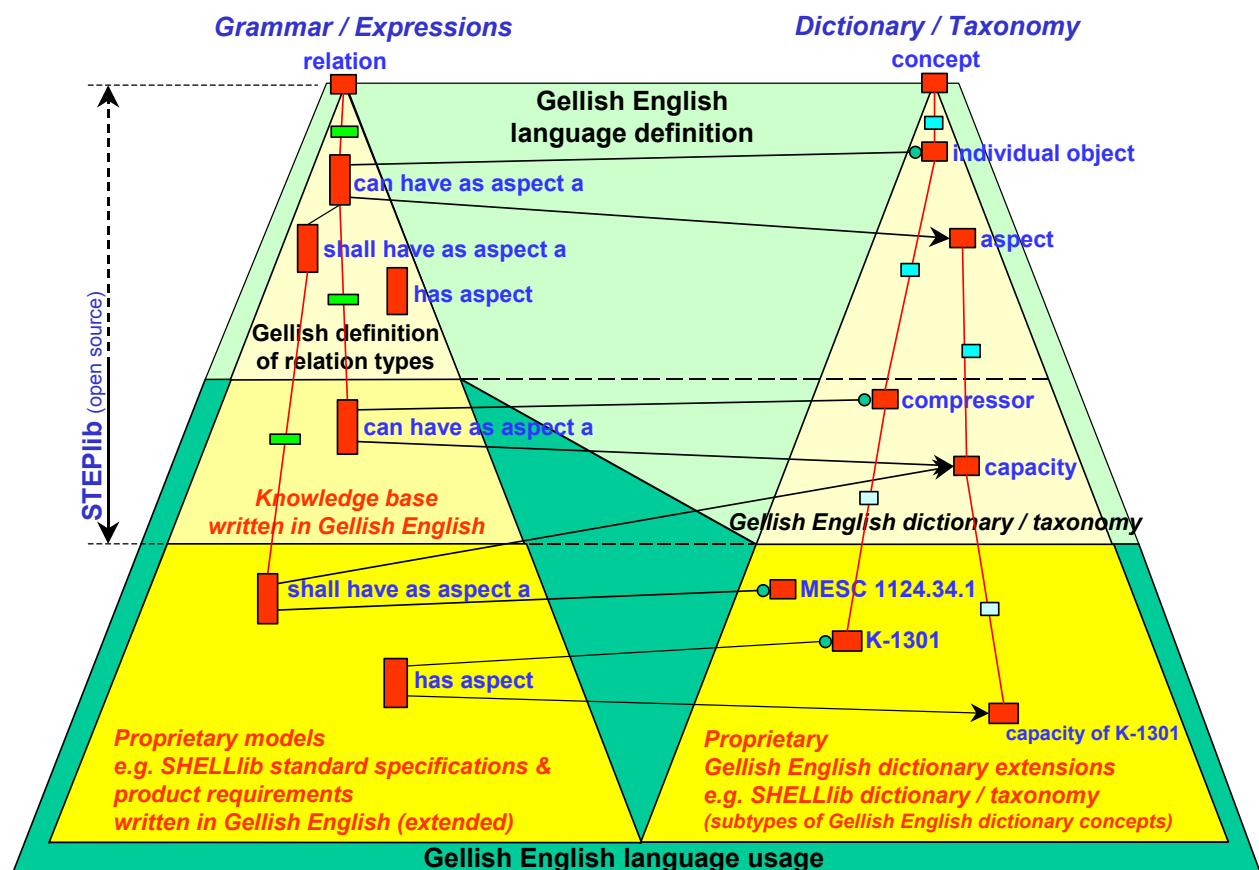 Grammar / Expressions
Dictionary / Taxonomy
relation
concept
Gellish English
language definition
individual object
can have as aspect a
aspect
shall have as aspect a
has aspect
STEPlib (open source)
Gellish definition
of relation types
compressor
can have as aspect a
capacity
Knowledge base
written in Gellish English
Gellish English dictionary / taxonomy
shall have as aspect a
MESC 1124.34.1
K-1301
has aspect
capacity of K-1301
Proprietary models
e.g. SHELLlib standard specifications &
product requirements
written in Gellish English (extended)
Proprietary
Gellish English dictionary extensions
e.g. SHELLlib dictionary / taxonomy
(subtypes of Gellish English dictionary concepts)
Gellish English language usage